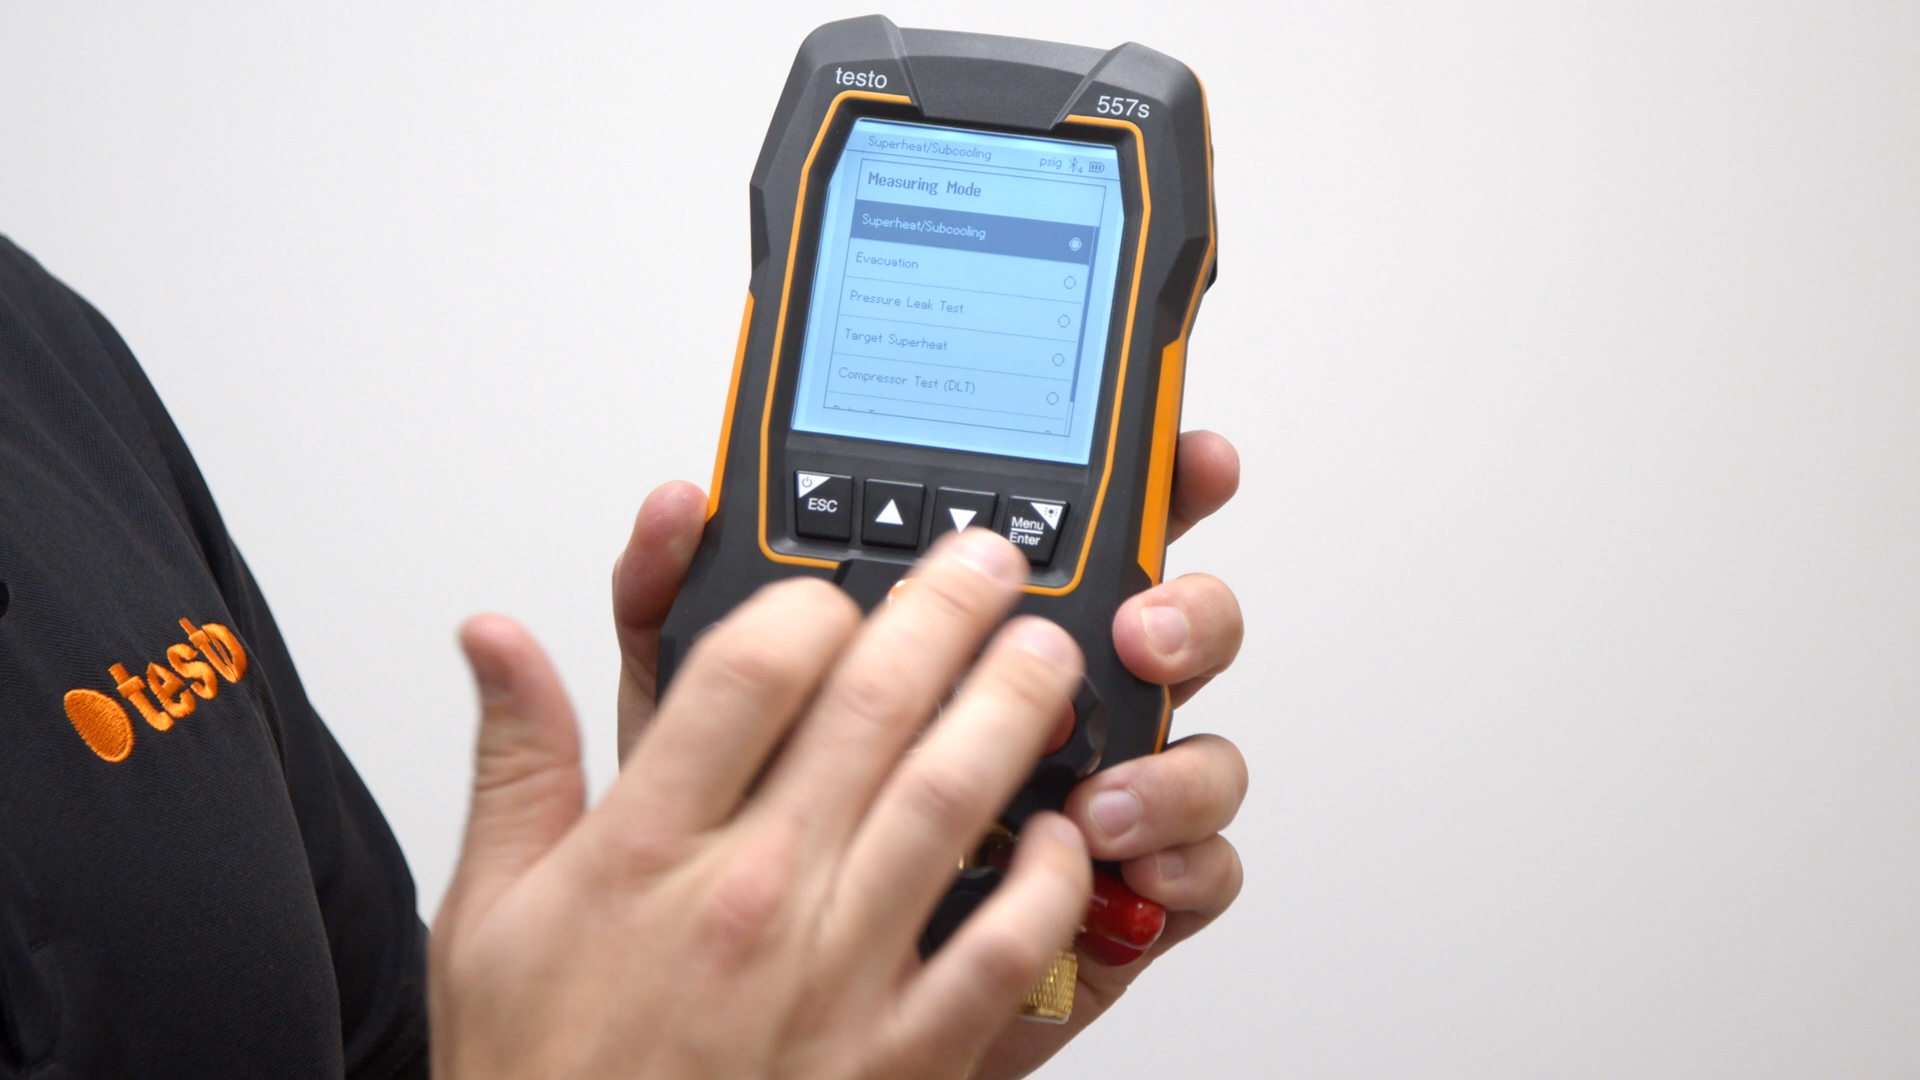 testo
557s
Superheat/Subcooling psig 4
Measuring Mode
Superheat/Subcooling
Evacuation
Pressure Leak Test
Target Superheat
Compressor Test (DLT)
ESC
Menu
Enter
testo